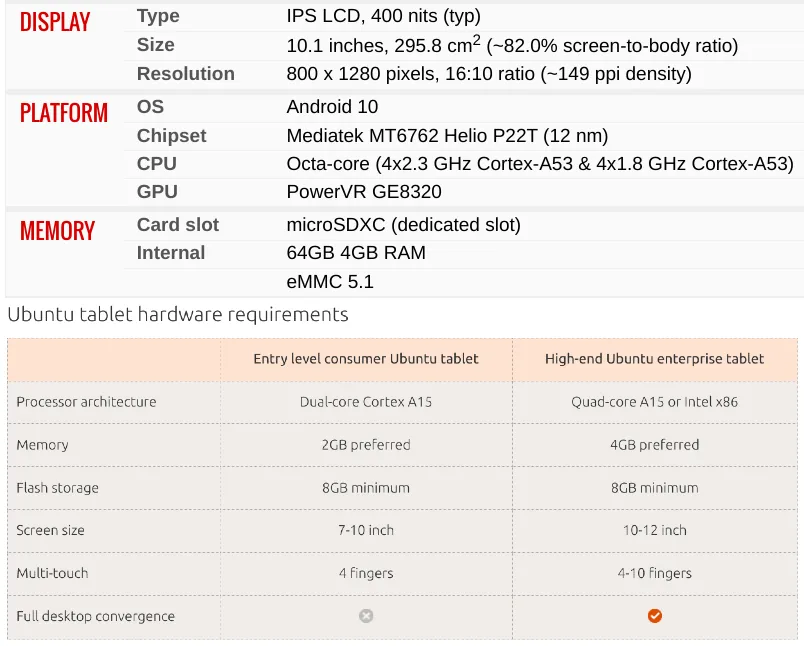 DISPLAY Type IPS LCD, 400 nits (typ)
Size 10.1 inches, 295.8 cm2 (~82.0% screen-to-body ratio)
Resolution 800 x 1280 pixels, 16:10 ratio (~149 ppi density)
PLATFORM OS Android 10
Chipset Mediatek MT6762 Helio P22T (12 nm)
CPU Octa-core (4x2.3 GHz Cortex-A53 & 4x1.8 GHz Cortex-A53)
GPU PowerVR GE8320
MEMORY Card slot microSDXC (dedicated slot)
Internal 64GB 4GB RAM
eMMC 5.1
Ubuntu tablet hardware requirements
Entry level consumer Ubuntu tablet High-end Ubuntu enterprise tablet
Processor architecture Dual-core Cortex A15 Quad-core A15 or Intel x86
Memory 2GB preferred 4GB preferred
Flash storage 8GB minimum 8GB minimum
Screen size 7-10 inch 10-12 inch
Multi-touch 4 fingers 4-10 fingers
Full desktop convergence